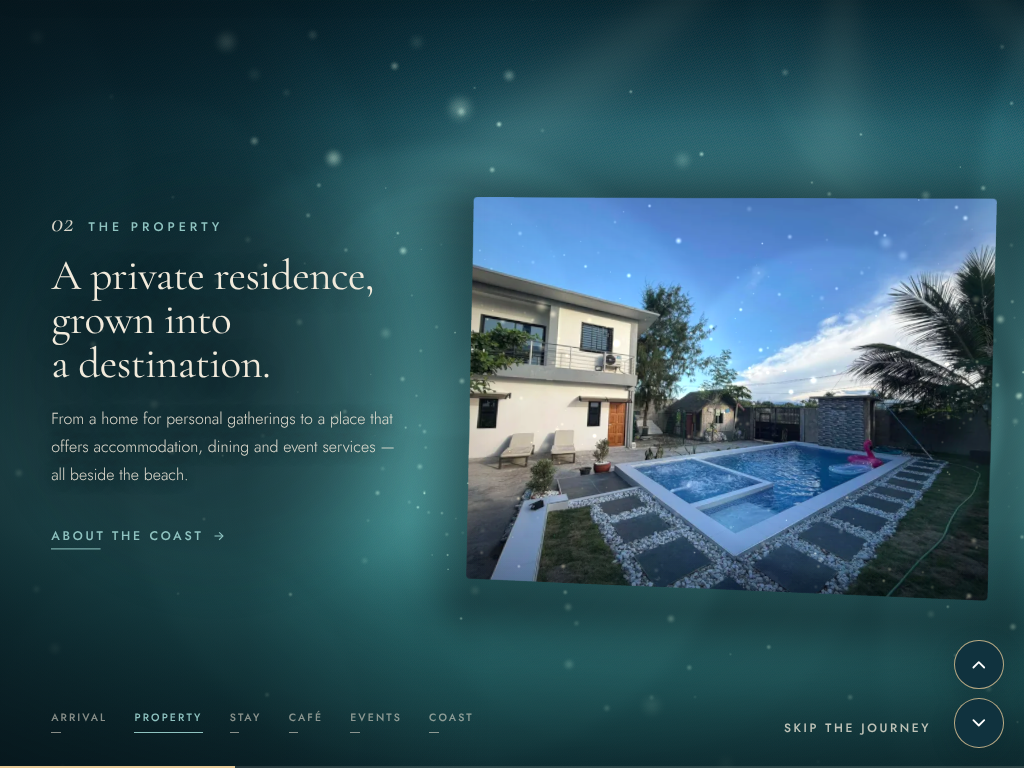 02 THE PROPERTY
A private residence,
grown into
a destination.
From a home for personal gatherings to a place that
offers accommodation, dining and event services —
all beside the beach.
ABOUT THE COAST →
ARRIVAL PROPERTY STAY CAFÉ EVENTS COAST
SKIP THE JOURNEY